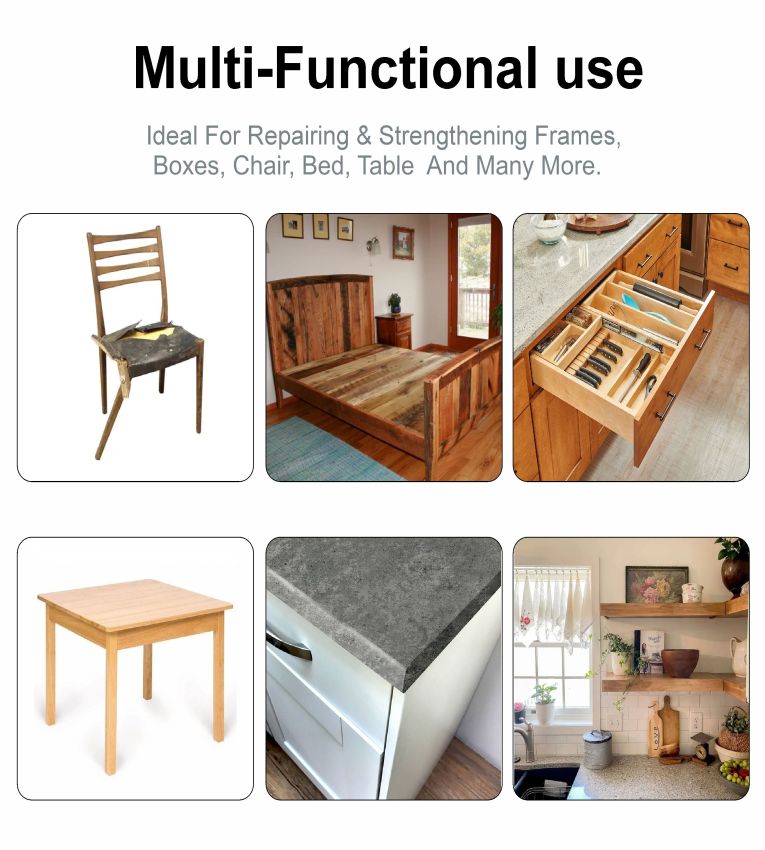 Multi-Functional use
Ideal For Repairing & Strengthening Frames,
Boxes, Chair, Bed, Table And Many More.